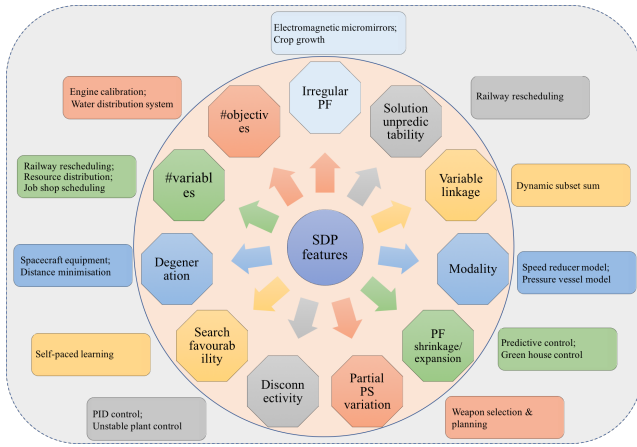 Electromagnetic micromirrors;
Crop growth
Engine calibration;
Water distribution system
#objectiv
es
Irregular
PF
Solution
unpredic
tability
Railway rescheduling
Railway rescheduling;
Resource distribution;
Job shop scheduling
#variabl
es
Variable
linkage
Dynamic subset sum
SDP
features
Spacecraft equipment;
Distance minimisation
Degener
ation
Modality
Speed reducer model;
Pressure vessel model
Self-paced learning
Search
favourab
ility
PF
shrinkage/
expansion
Predictive control;
Green house control
Disconn
ectivity
Partial
PS
variation
PID control;
Unstable plant control
Weapon selection &
planning